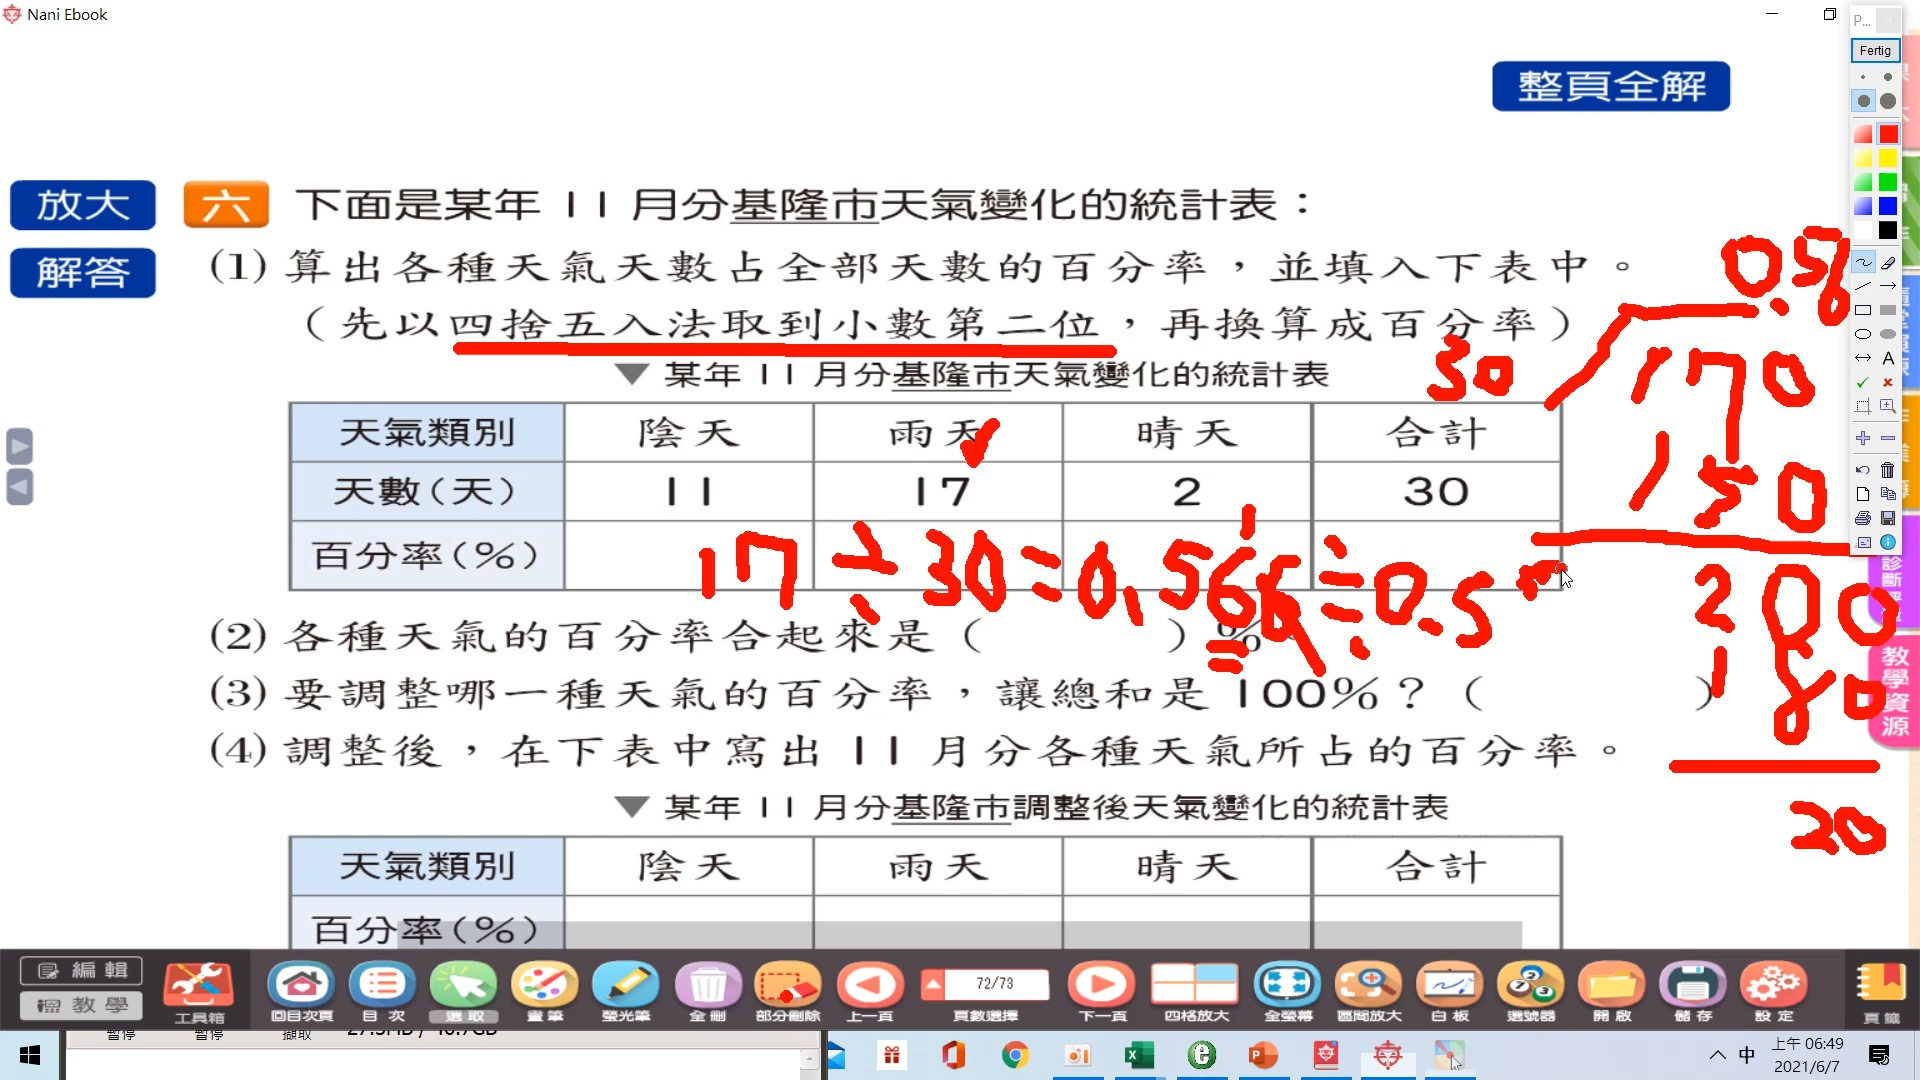 Nani Ebook
P...
Fertig
整頁全解
放大
六 下面是某年 11 月分基隆市天氣變化的統計表：
解答
(1) 算出各種天氣天數占全部天數的百分率，並填入下表中。
（先以四捨五入法取到小數第二位，再換算成百分率）
▼ 某年 11 月分基隆市天氣變化的統計表
天氣類別 陰天 雨天 晴天 合計
天數（天） 11 17 2 30
百分率（%）
17÷30=0.566≒0.5
0.56
30
170
150
200
180
20
(2) 各種天氣的百分率合起來是（ ）%。
(3) 要調整哪一種天氣的百分率，讓總和是 100%？（ ）
(4) 調整後，在下表中寫出 11 月分各種天氣所占的百分率。
▼ 某年 11 月分基隆市調整後天氣變化的統計表
天氣類別 陰天 雨天 晴天 合計
百分率（%）
診斷
教學資源
編輯
教學
工具箱
回目次頁
目次
選取
畫筆
螢光筆
全刪
部分刪除
上一頁
72/73
頁數選擇
下一頁
四格放大
全螢幕
區間放大
白板
選號器
開啟
儲存
設定
頁籤
暫停 暫停 擷取
中
上午 06:49
2021/6/7